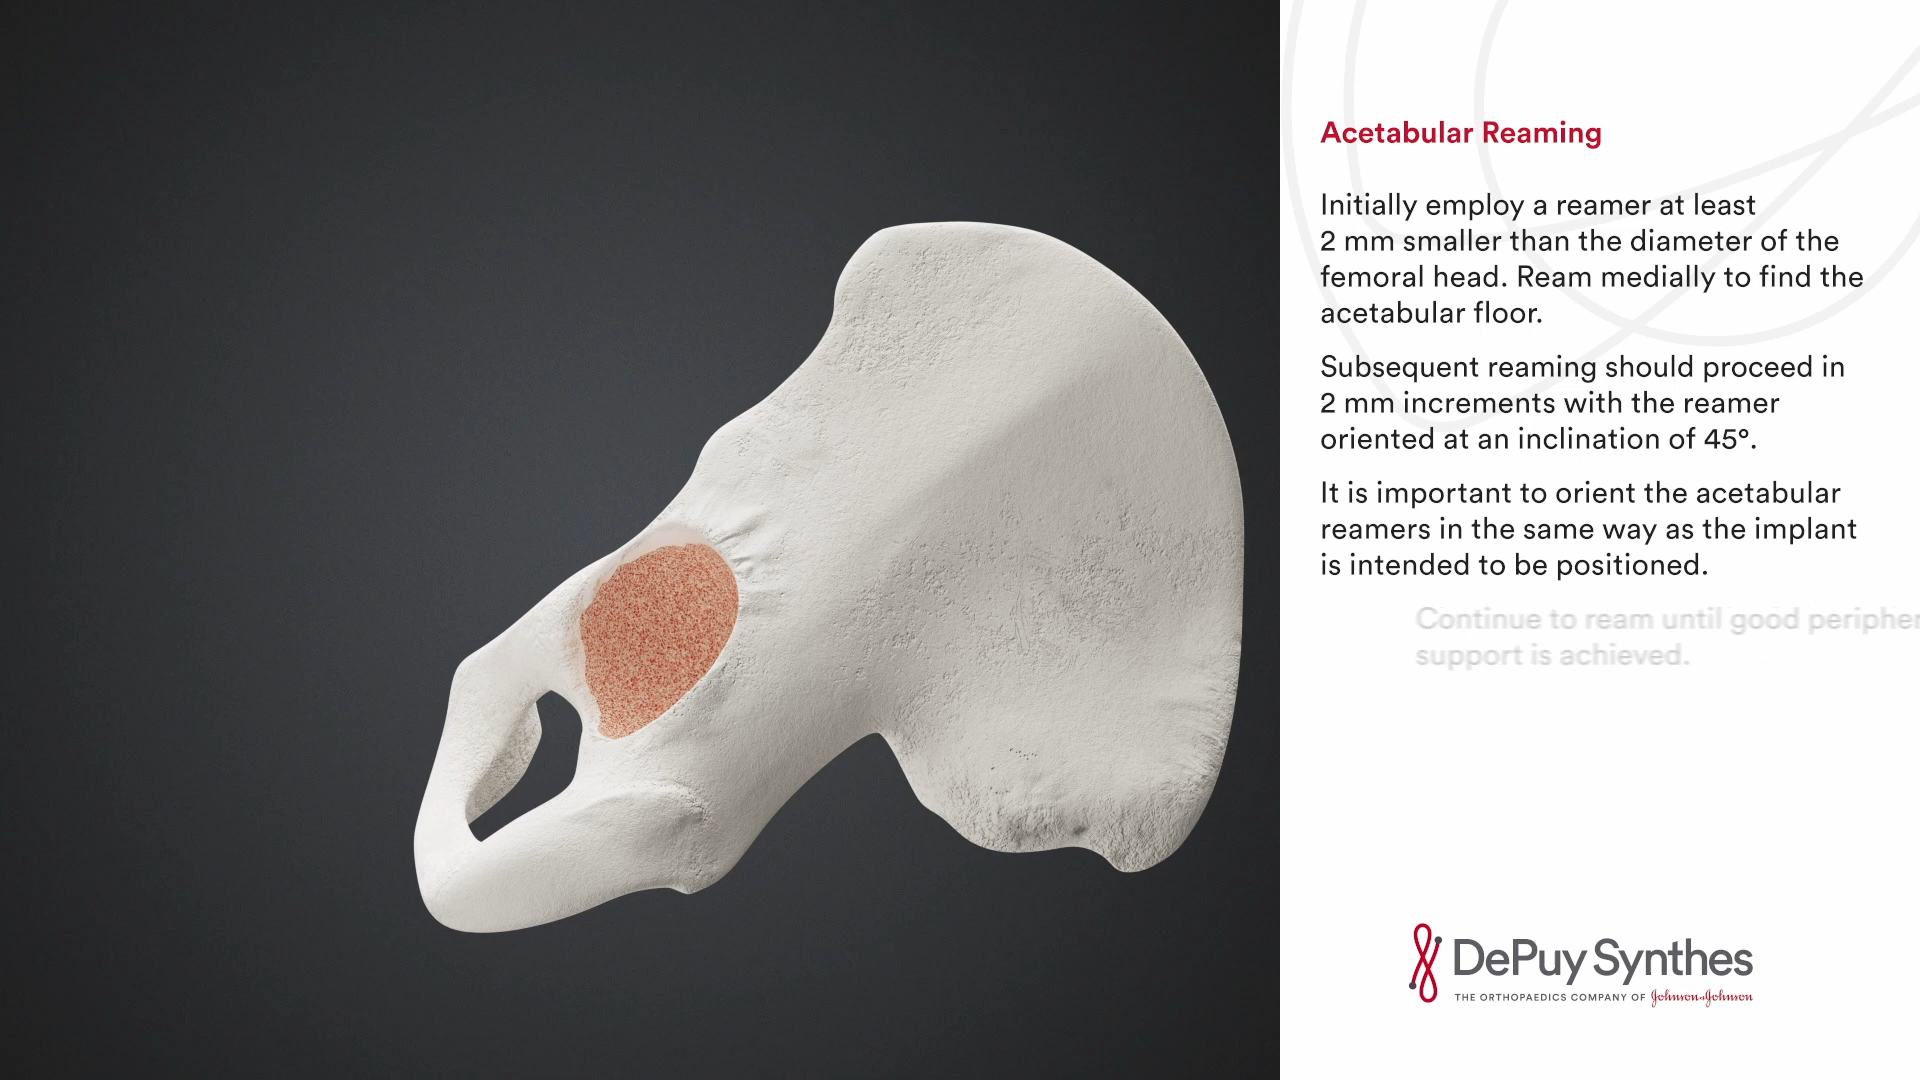 Acetabular Reaming
Initially employ a reamer at least
2 mm smaller than the diameter of the
femoral head. Ream medially to find the
acetabular floor.
Subsequent reaming should proceed in
2 mm increments with the reamer
oriented at an inclination of 45°.
It is important to orient the acetabular
reamers in the same way as the implant
is intended to be positioned.
Continue to ream until good peripher
support is achieved.
DePuy Synthes
THE ORTHOPAEDICS COMPANY OF Johnson & Johnson